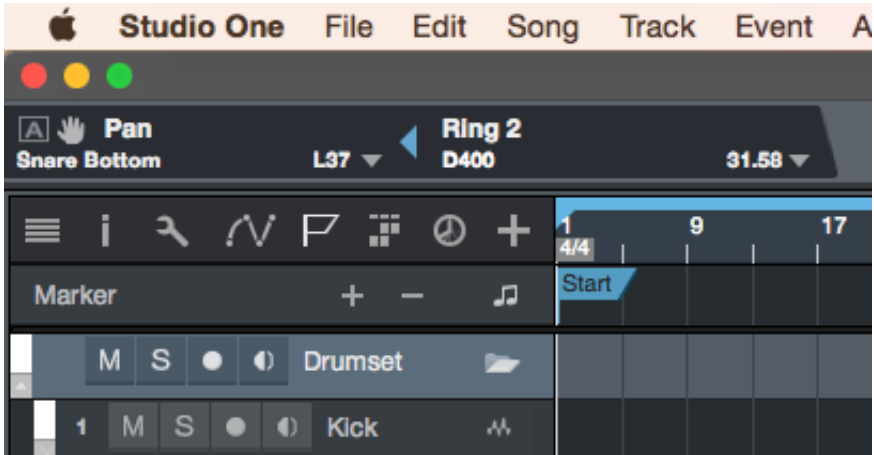 Studio One File Edit Song Track Event A
A Pan Ring 2
Snare Bottom L37 D400 31.58
1 9 17
4/4
Marker + − Start
M S Drumset
1 M S Kick